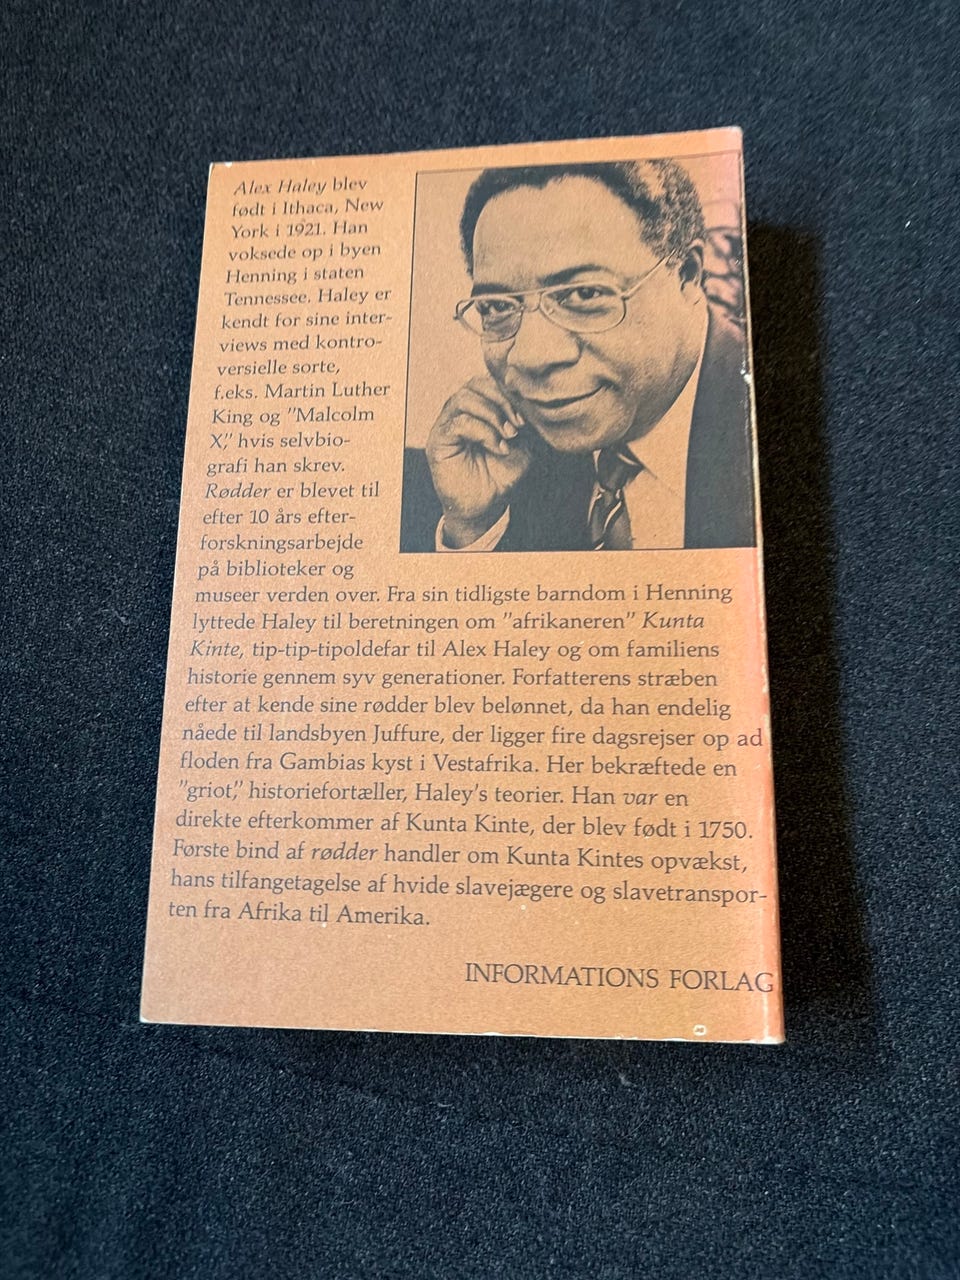 Alex Haley blev
født i Ithaca, New
York i 1921. Han
voksede op i byen
Henning i staten
Tennessee. Haley er
kendt for sine inter-
views med kontro-
versielle sorte,
f.eks. Martin Luther
King og "Malcolm
X," hvis selvbio-
grafi han skrev.
Rødder er blevet til
efter 10 års efter-
forskningsarbejde
på biblioteker og
museer verden over. Fra sin tidligste barndom i Henning
lyttede Haley til beretningen om "afrikaneren" Kunta
Kinte, tip-tip-tipoldefar til Alex Haley og om familiens
historie gennem syv generationer. Forfatterens stræben
efter at kende sine rødder blev belønnet, da han endelig
nåede til landsbyen Juffure, der ligger fire dagsrejser op ad
floden fra Gambias kyst i Vestafrika. Her bekræftede en
"griot," historiefortæller, Haley's teorier. Han var en
direkte efterkommer af Kunta Kinte, der blev født i 1750.
Første bind af rødder handler om Kunta Kintes opvækst,
hans tilfangetagelse af hvide slavejægere og slavetranspor-
ten fra Afrika til Amerika.
INFORMATIONS FORLAG